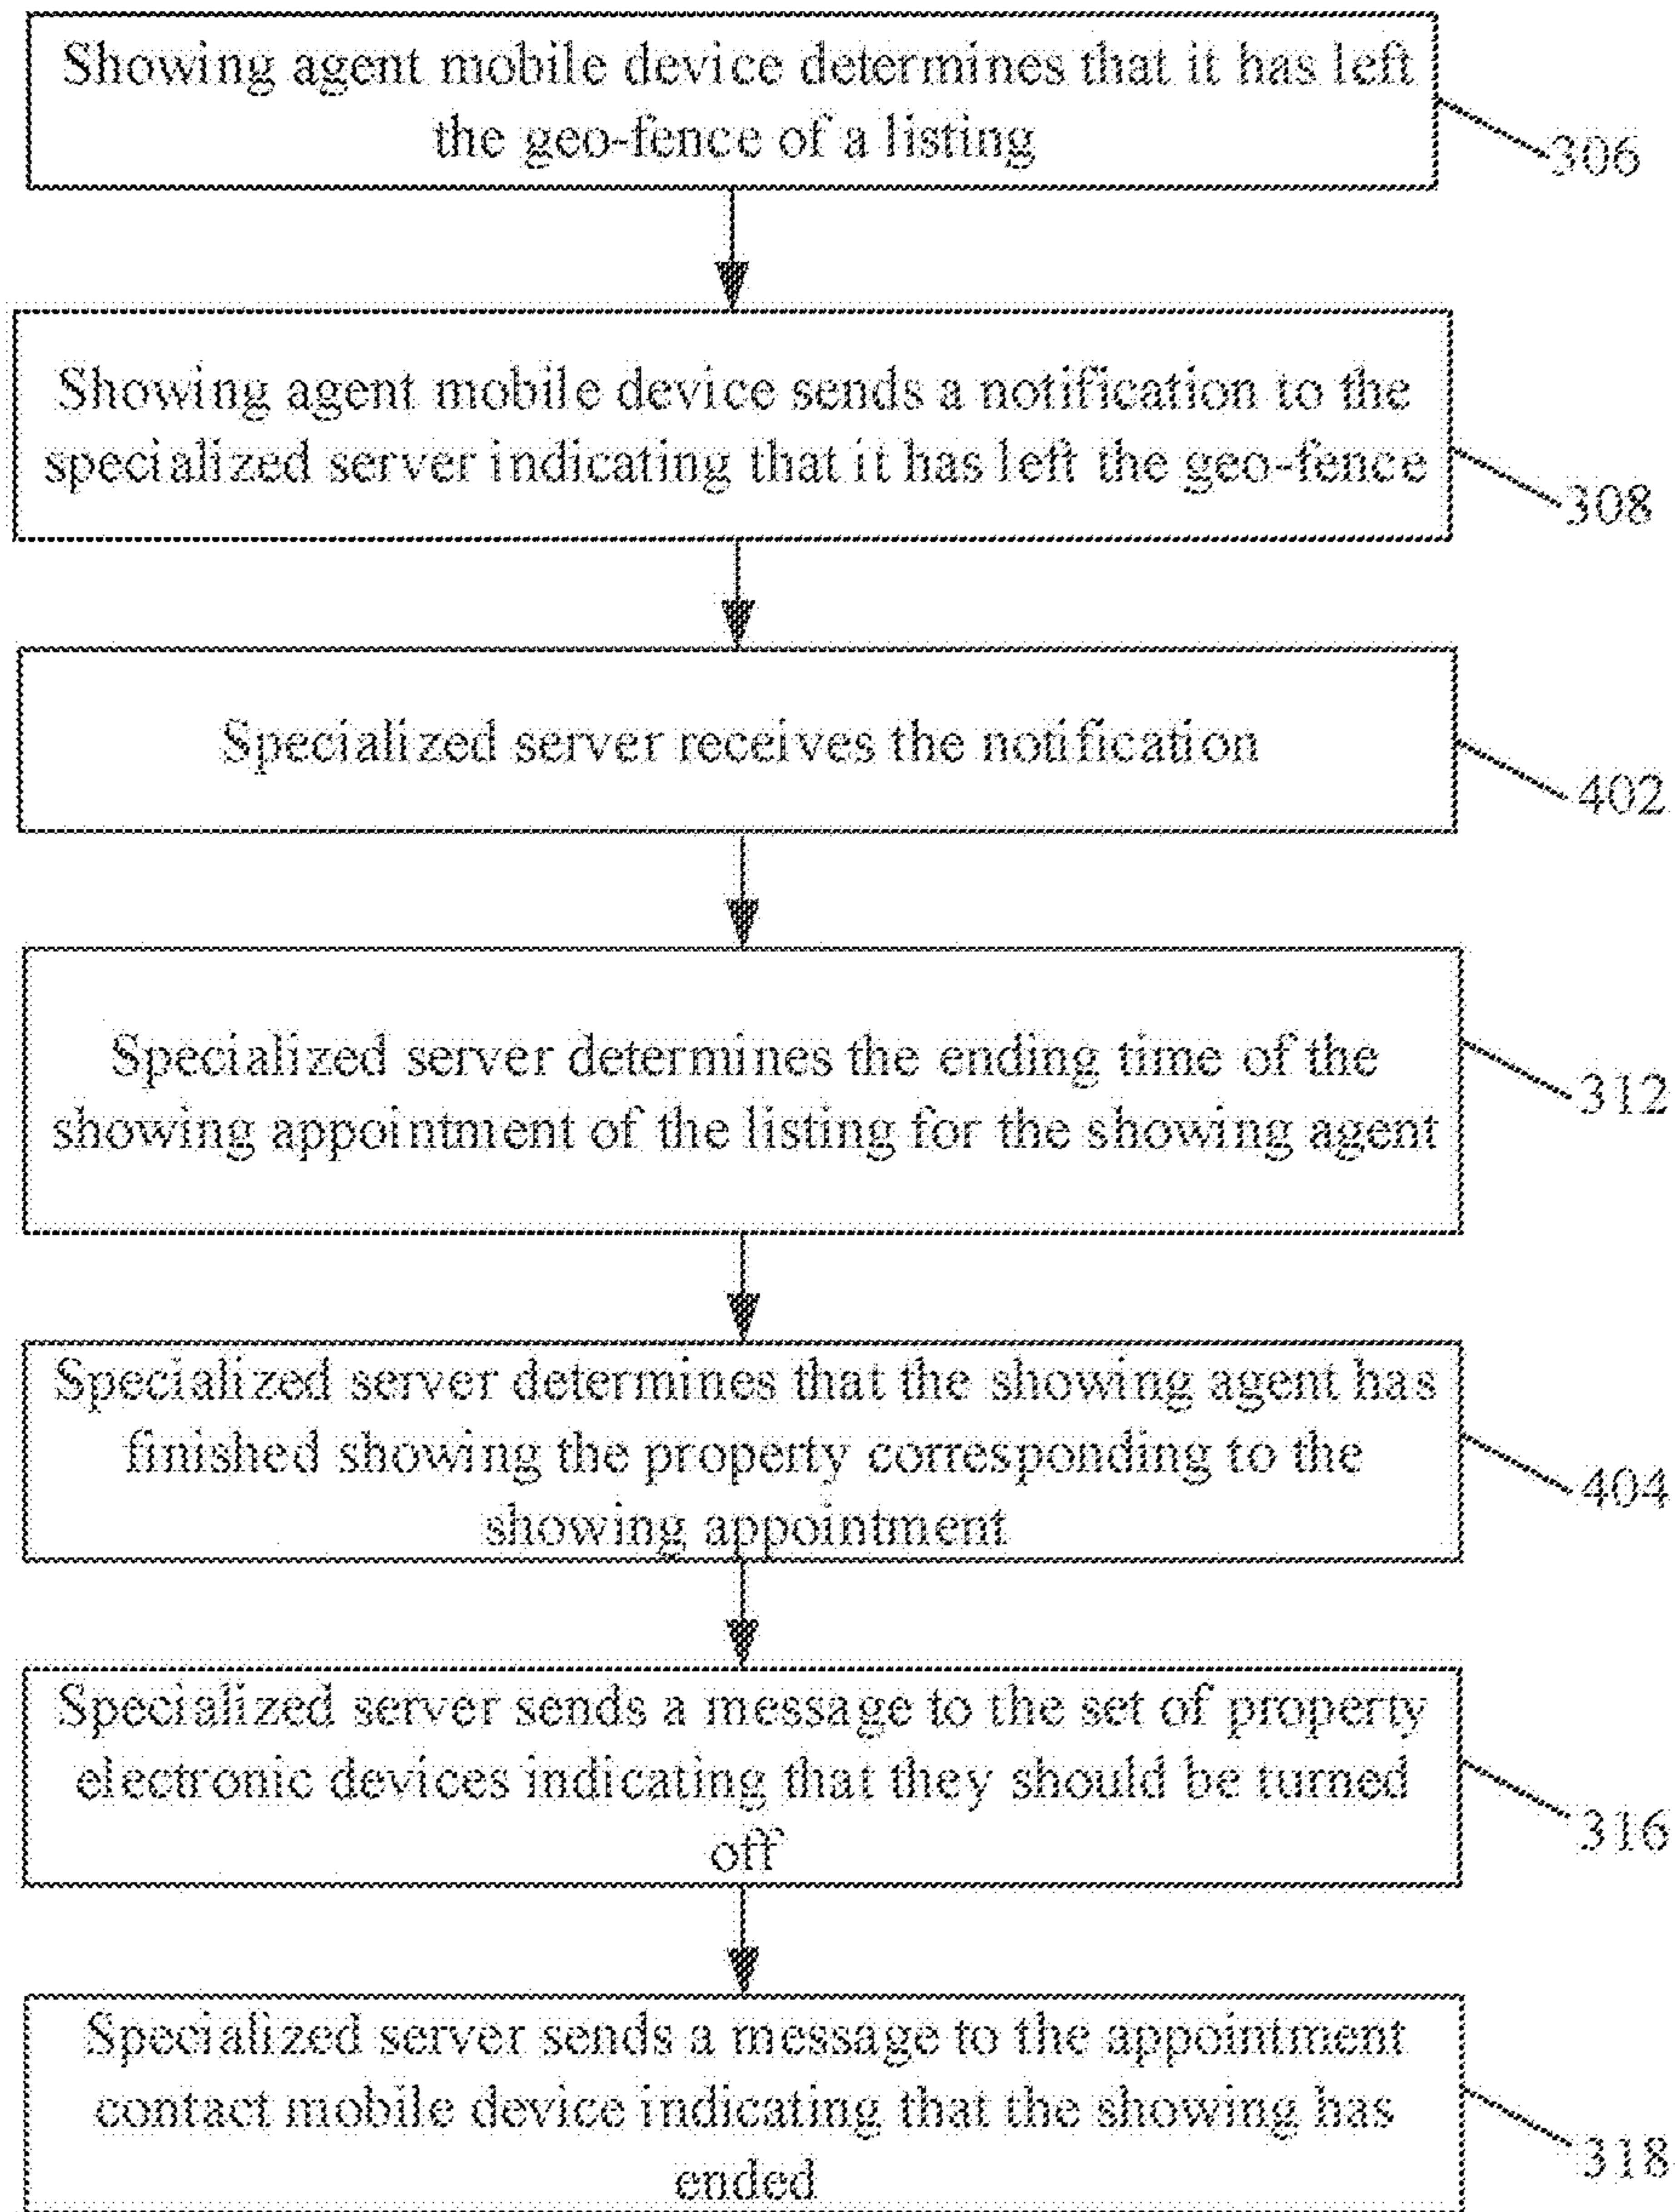 Showing agent mobile device determines that it has left
the geo-fence of a listing
306
Showing agent mobile device sends a notification to the
specialized server indicating that it has left the geo-fence
308
Specialized server receives the notification
402
Specialized server determines the ending time of the
showing appointment of the listing for the showing agent
312
Specialized server determines that the showing agent has
finished showing the property corresponding to the
showing appointment
404
Specialized server sends a message to the set of property
electronic devices indicating that they should be turned
off
316
Specialized server sends a message to the appointment
contact mobile device indicating that the showing has
ended
318